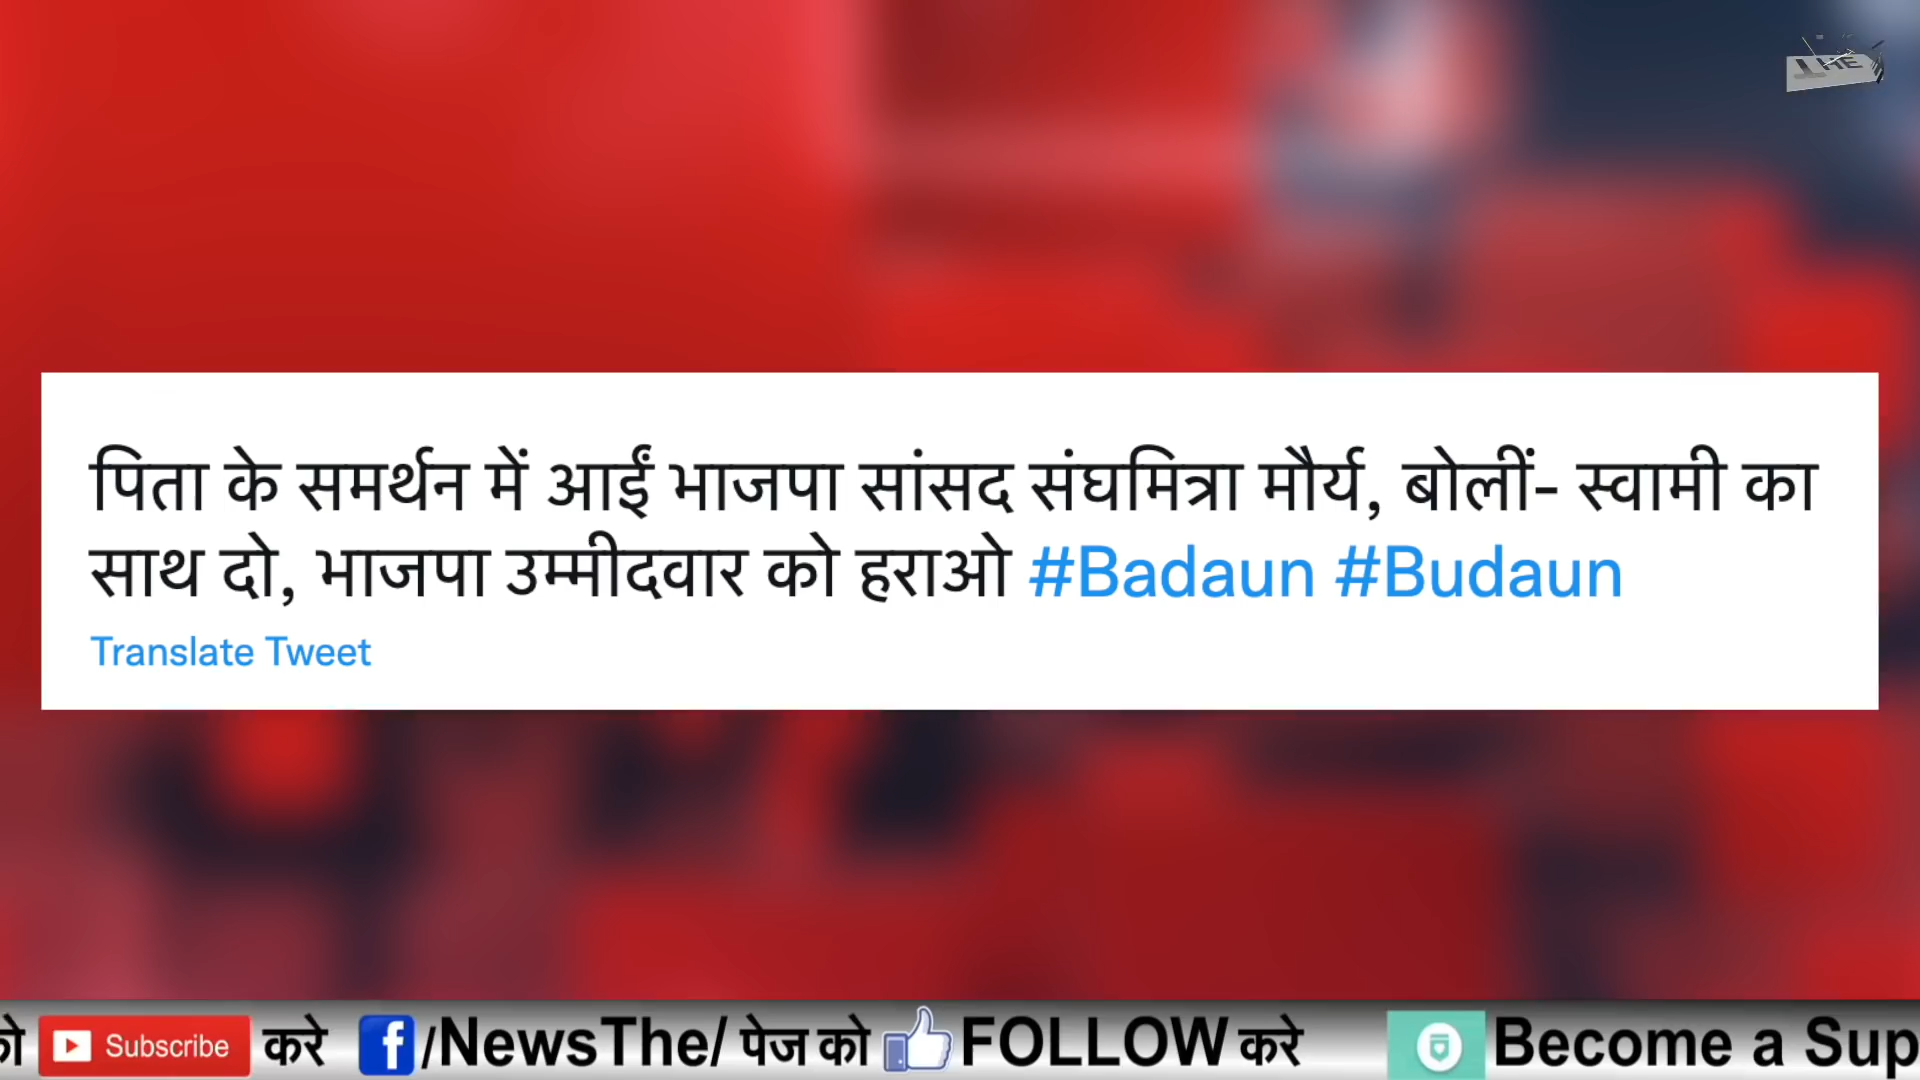 THE
पिता के समर्थन में आईं भाजपा सांसद संघमित्रा मौर्य, बोलीं- स्वामी का
साथ दो, भाजपा उम्मीदवार को हराओ #Badaun #Budaun
Translate Tweet
Subscribe करे f/NewsThe/ पेज को FOLLOW करे Become a Sup